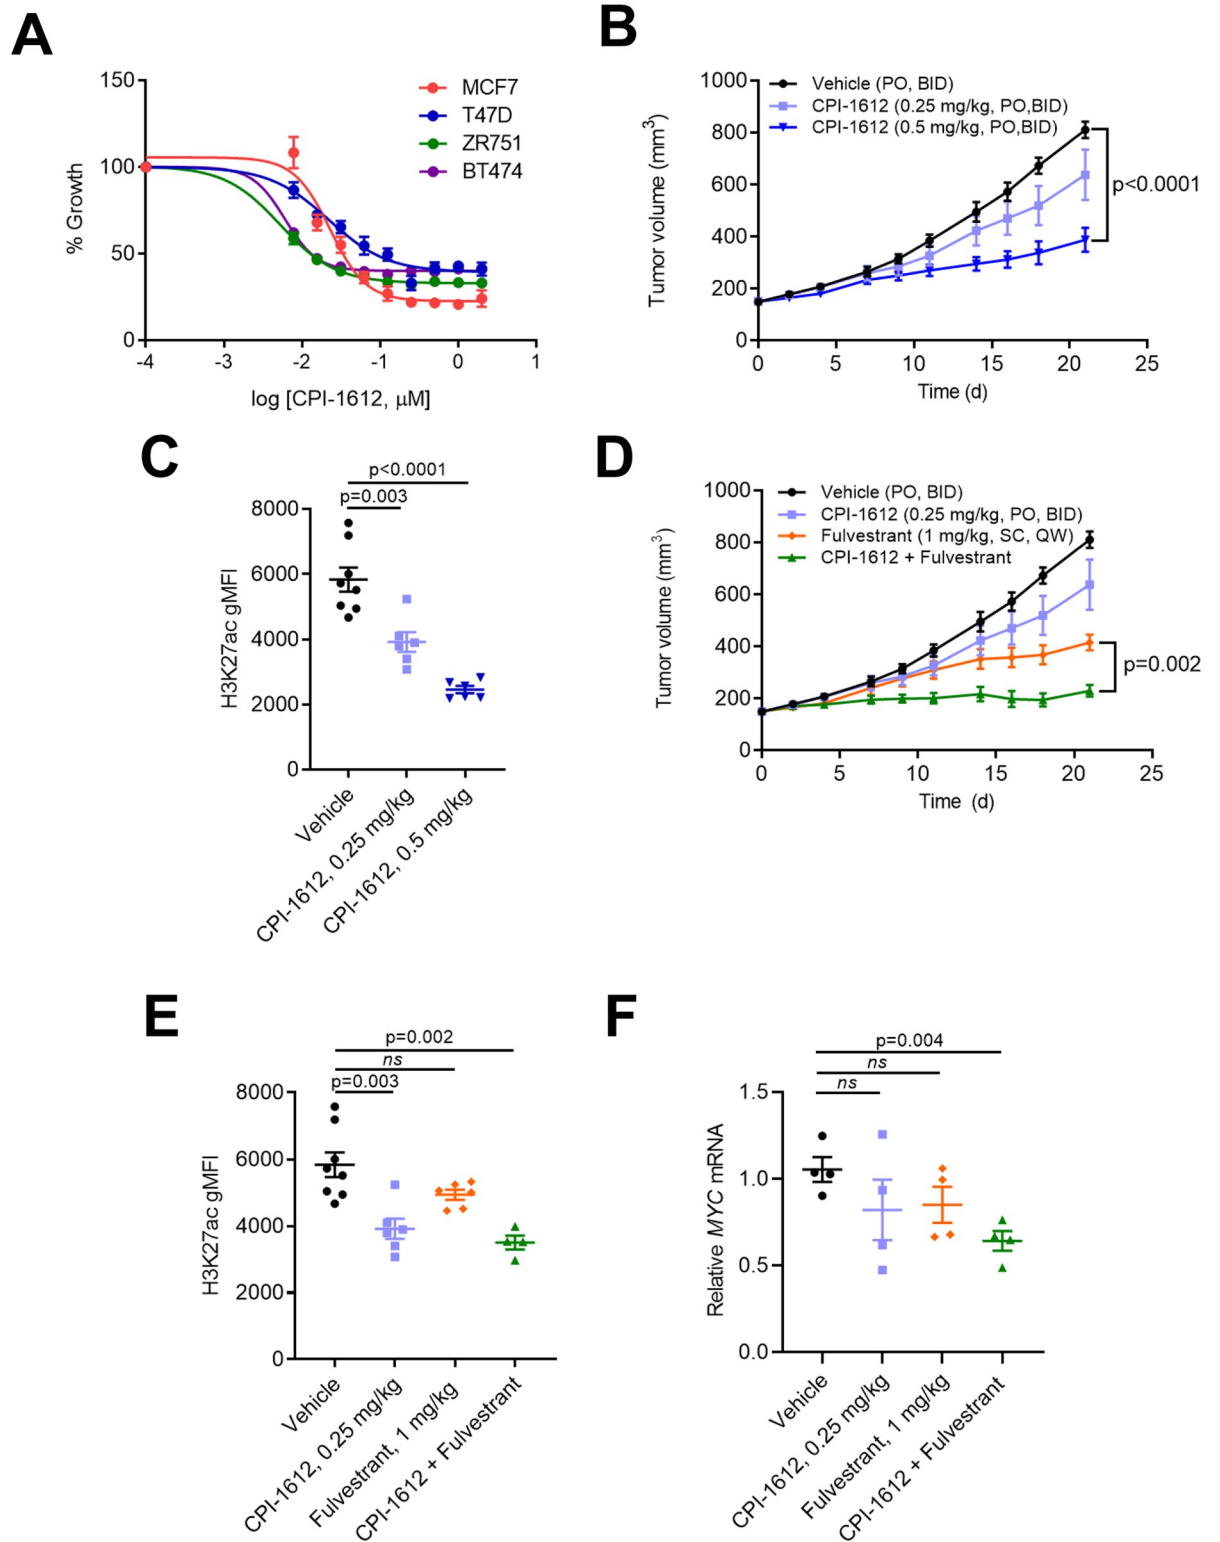 A
150
100
50
0
% Growth
-4 -3 -2 -1 0 1
log [CPI-1612, μM]
MCF7
T47D
ZR751
BT474
B
1000
800
600
400
200
0
Tumor volume (mm3)
0 5 10 15 20 25
Time (d)
Vehicle (PO, BID)
CPI-1612 (0.25 mg/kg, PO,BID)
CPI-1612 (0.5 mg/kg, PO,BID)
p<0.0001
C
p<0.0001
p=0.003
8000
6000
4000
2000
0
H3K27ac gMFI
Vehicle
CPI-1612, 0.25 mg/kg
CPI-1612, 0.5 mg/kg
D
1000
800
600
400
200
0
Tumor volume (mm3)
0 5 10 15 20 25
Time (d)
Vehicle (PO, BID)
CPI-1612 (0.25 mg/kg, PO, BID)
Fulvestrant (1 mg/kg, SC, QW)
CPI-1612 + Fulvestrant
p=0.002
E
p=0.002
ns
p=0.003
8000
6000
4000
2000
0
H3K27ac gMFI
Vehicle
CPI-1612, 0.25 mg/kg
Fulvestrant, 1 mg/kg
CPI-1612 + Fulvestrant
F
p=0.004
ns
ns
1.5
1.0
0.5
0.0
Relative MYC mRNA
Vehicle
CPI-1612, 0.25 mg/kg
Fulvestrant, 1 mg/kg
CPI-1612 + Fulvestrant